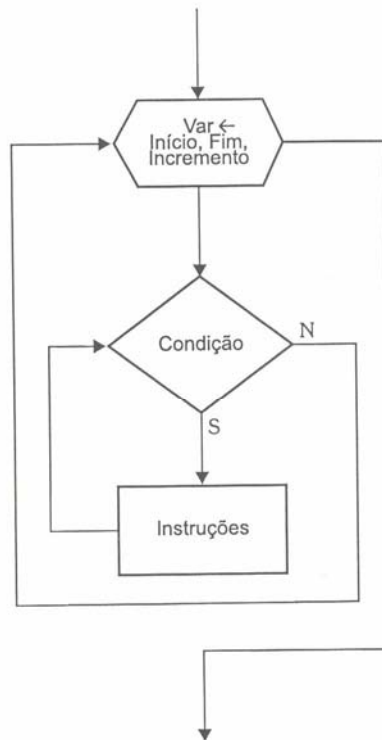 Var ←
Início, Fim,
Incremento
Condição
N
S
Instruções